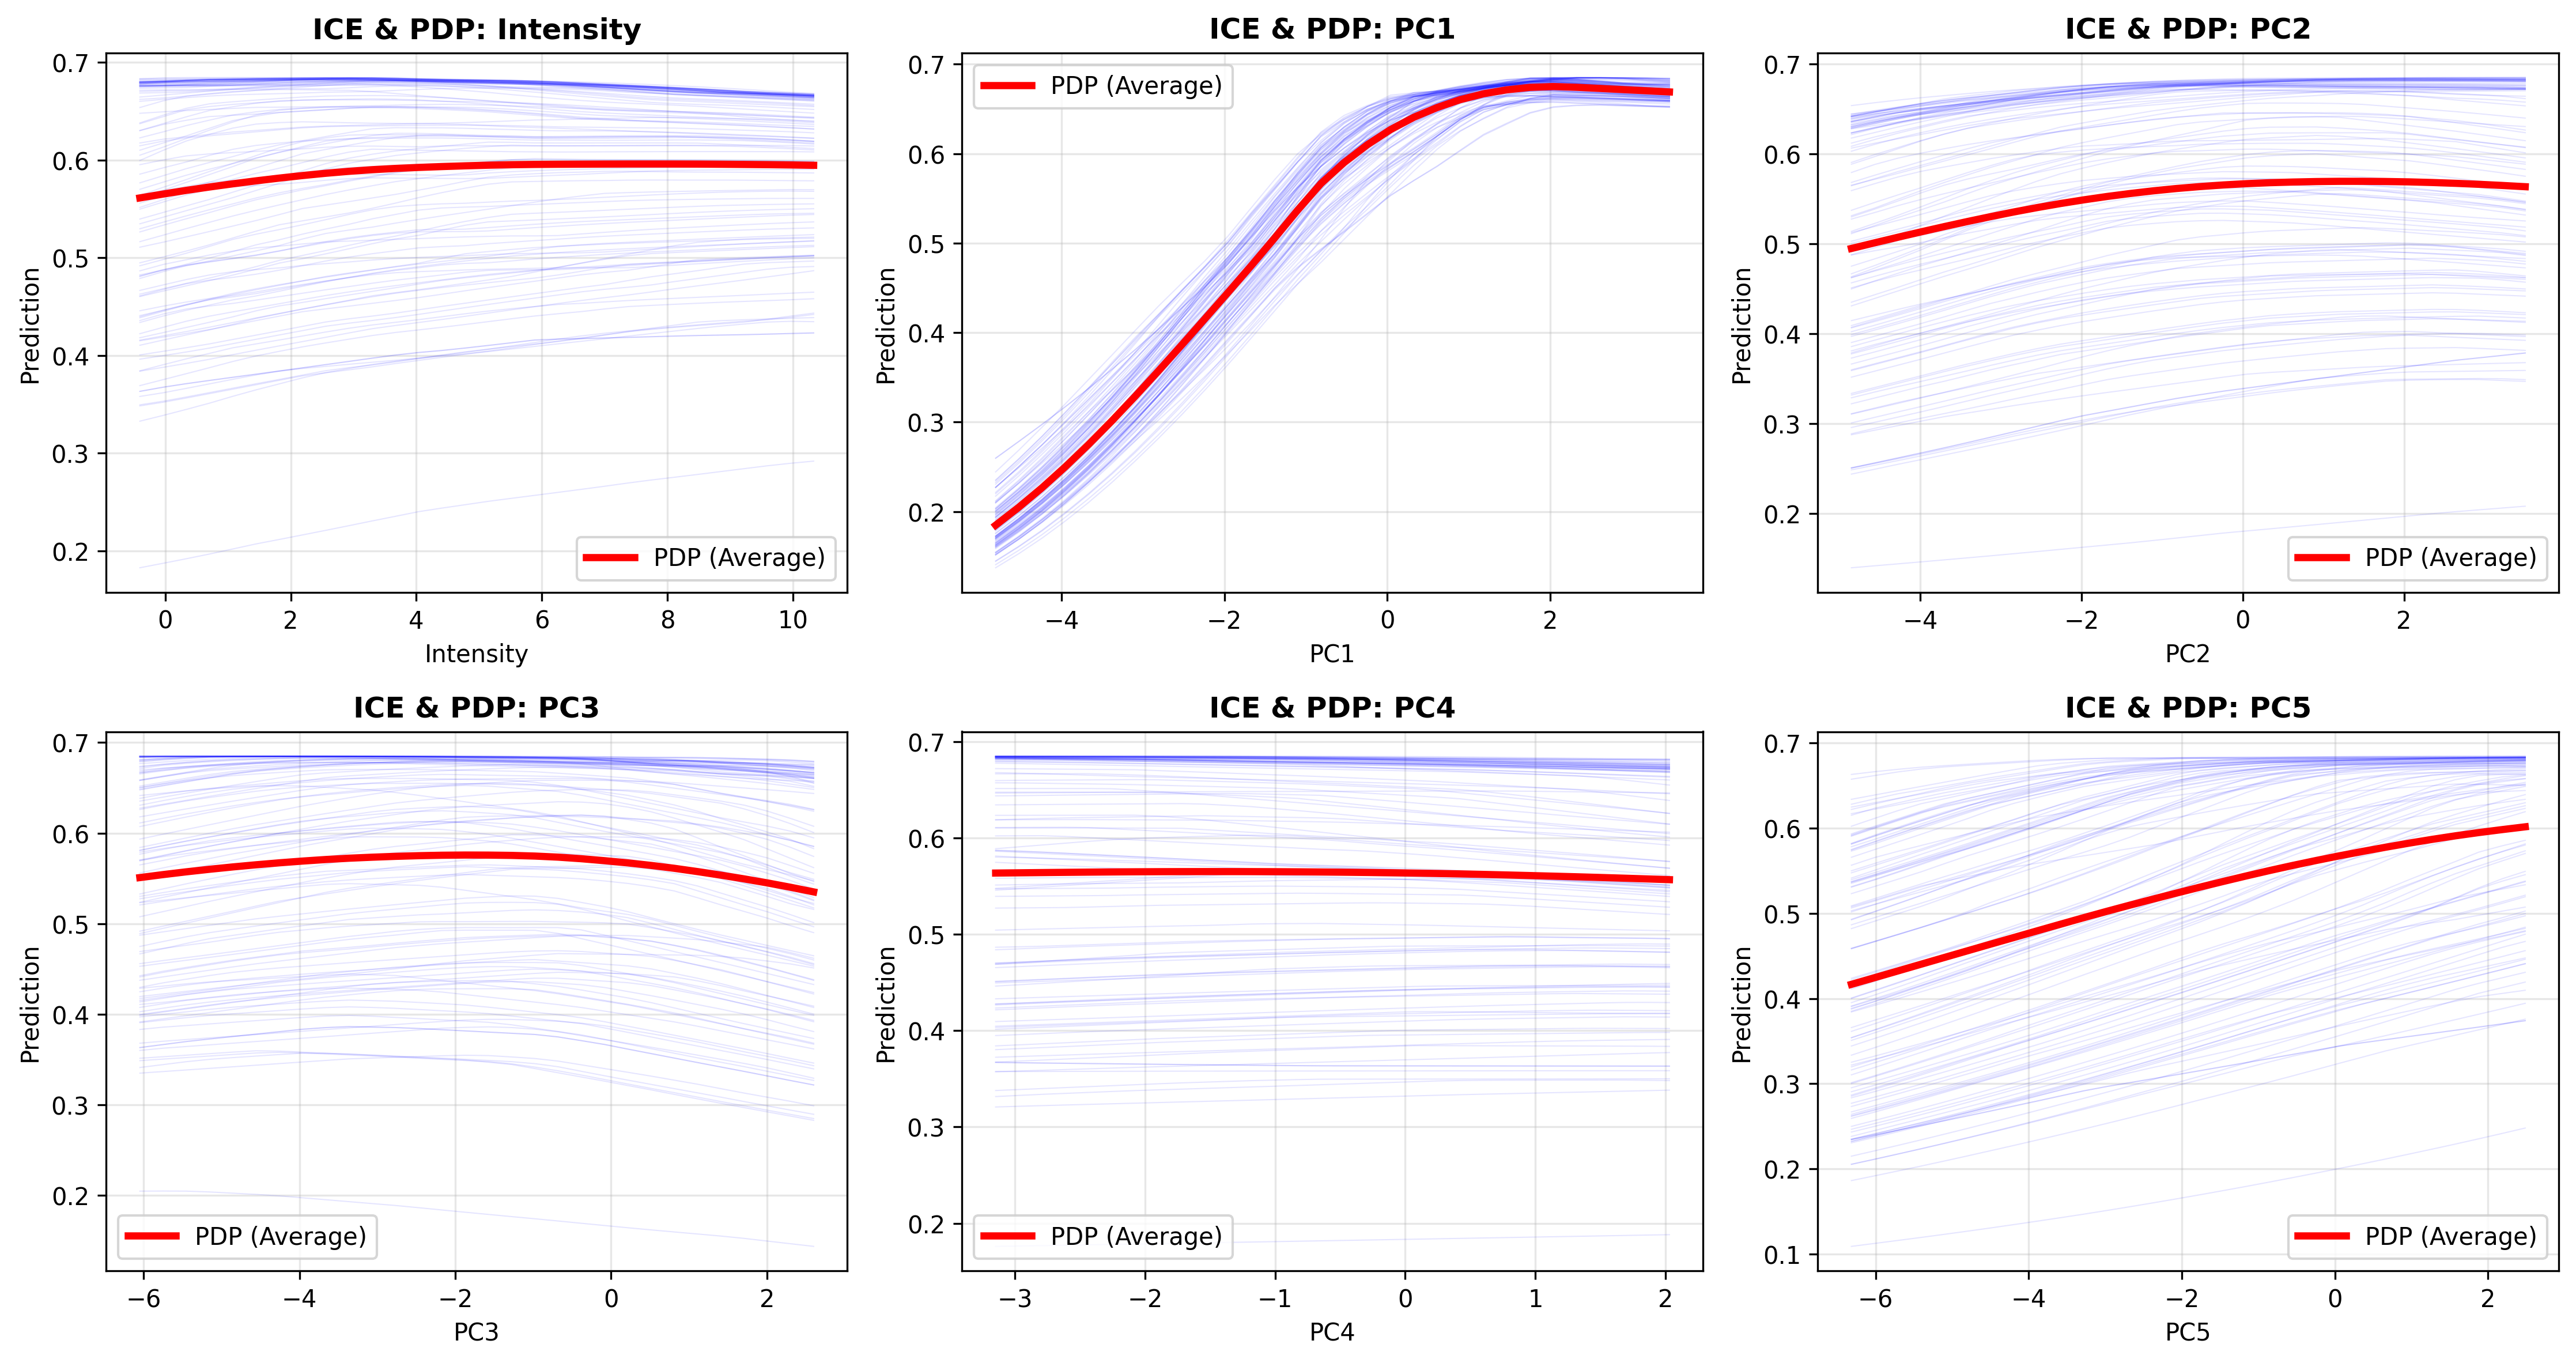 ICE & PDP: Intensity
0.7
0.6
0.5
0.4
0.3
0.2
Prediction
PDP (Average)
0 2 4 6 8 10
Intensity
ICE & PDP: PC1
0.7
0.6
0.5
0.4
0.3
0.2
Prediction
PDP (Average)
−4 −2 0 2
PC1
ICE & PDP: PC2
0.7
0.6
0.5
0.4
0.3
0.2
Prediction
PDP (Average)
−4 −2 0 2
PC2
ICE & PDP: PC3
0.7
0.6
0.5
0.4
0.3
0.2
Prediction
PDP (Average)
−6 −4 −2 0 2
PC3
ICE & PDP: PC4
0.7
0.6
0.5
0.4
0.3
0.2
Prediction
PDP (Average)
−3 −2 −1 0 1 2
PC4
ICE & PDP: PC5
0.7
0.6
0.5
0.4
0.3
0.2
0.1
Prediction
PDP (Average)
−6 −4 −2 0 2
PC5